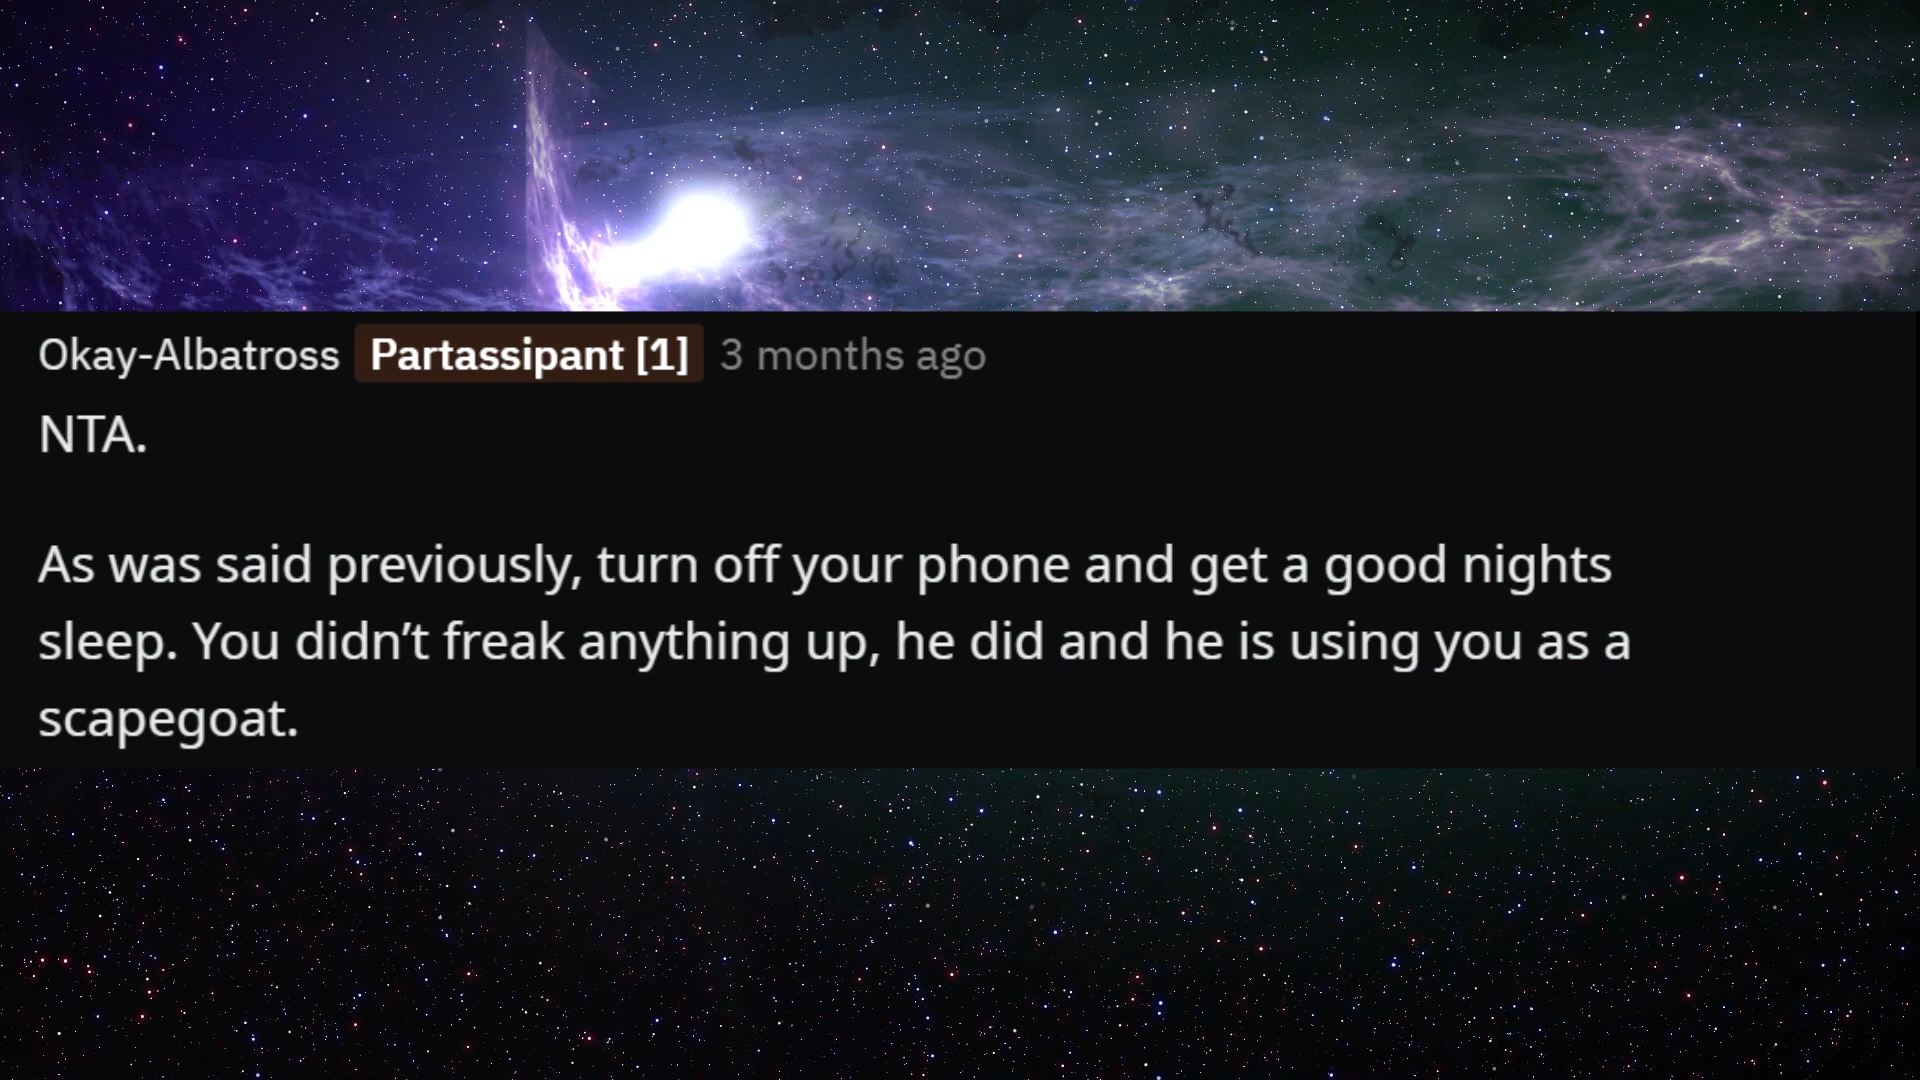 Okay-Albatross Partassipant [1] 3 months ago
NTA.
As was said previously, turn off your phone and get a good nights
sleep. You didn’t freak anything up, he did and he is using you as a
scapegoat.